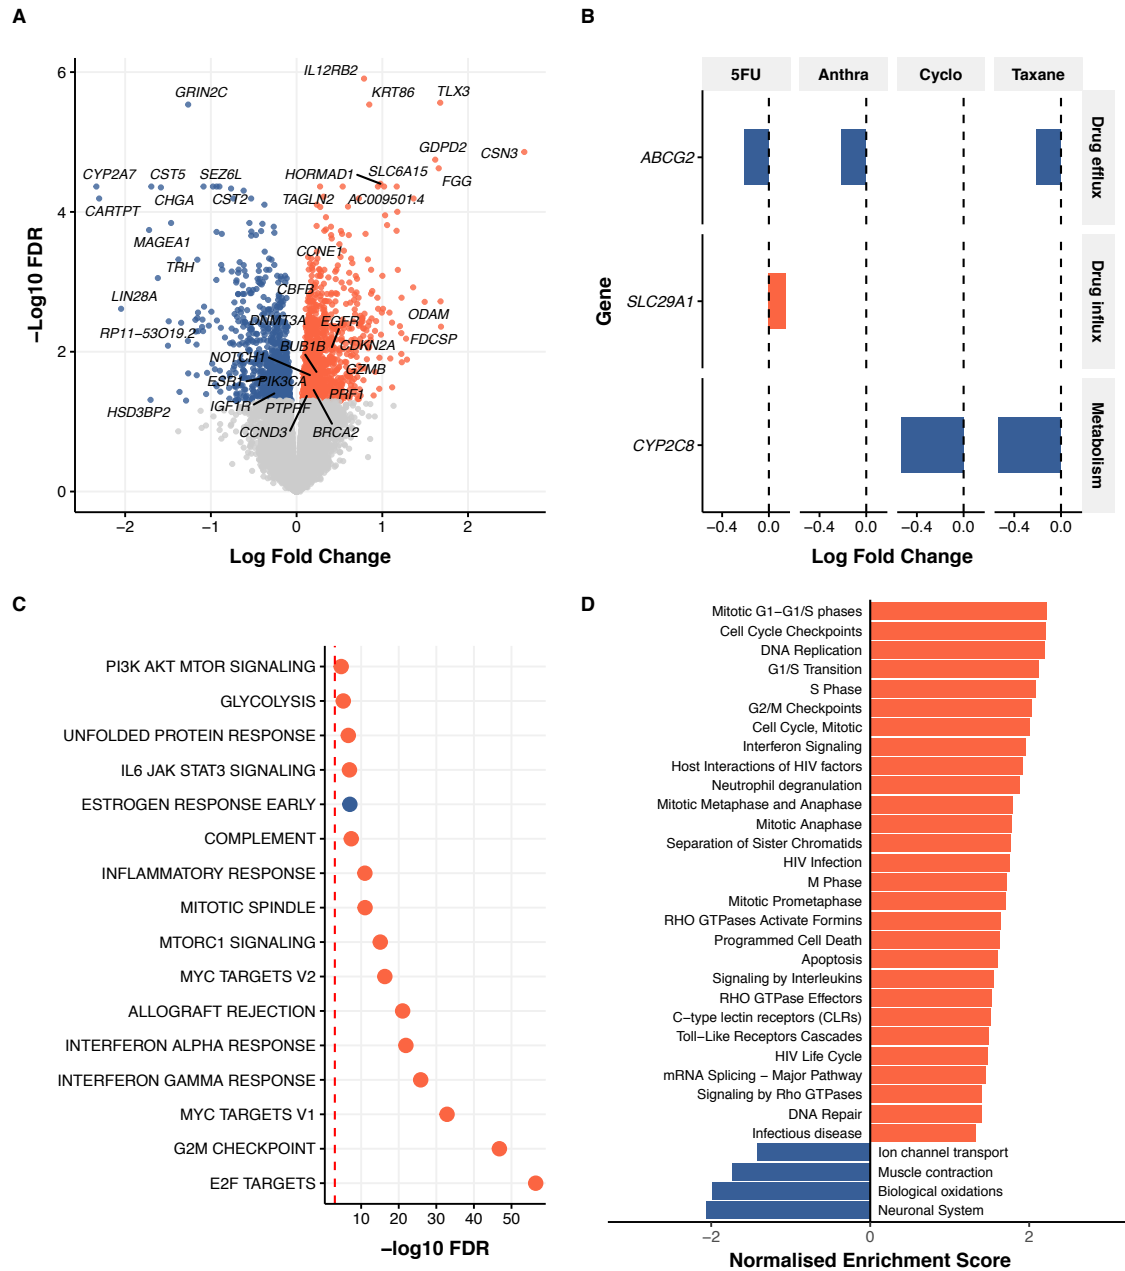 A
6
4
2
0
−2
−1
0
1
2
−Log10 FDR
Log Fold Change
IL12RB2
GRIN2C
KRT86
TLX3
GDPD2
CSN3
CYP2A7
CST5
SEZ6L
HORMAD1
SLC6A15
FGG
CARTPT
CHGA
CST2
TAGLN2
AC009501.4
MAGEA1
CCNE1
TRH
CBFB
LIN28A
DNMT3A
EGFR
ODAM
RP11−53O19.2
BUB1B
CDKN2A
FDCSP
NOTCH1
GZMB
ESR1
PIK3CA
PRF1
HSD3BP2
IGF1R
PTPRF
CCND3
BRCA2
B
5FU
Anthra
Cyclo
Taxane
Gene
ABCG2
Drug efflux
SLC29A1
Drug influx
CYP2C8
Metabolism
−0.4 0.0
−0.4 0.0
−0.4 0.0
−0.4 0.0
Log Fold Change
C
PI3K AKT MTOR SIGNALING
GLYCOLYSIS
UNFOLDED PROTEIN RESPONSE
IL6 JAK STAT3 SIGNALING
ESTROGEN RESPONSE EARLY
COMPLEMENT
INFLAMMATORY RESPONSE
MITOTIC SPINDLE
MTORC1 SIGNALING
MYC TARGETS V2
ALLOGRAFT REJECTION
INTERFERON ALPHA RESPONSE
INTERFERON GAMMA RESPONSE
MYC TARGETS V1
G2M CHECKPOINT
E2F TARGETS
10 20 30 40 50
−log10 FDR
D
Mitotic G1−G1/S phases
Cell Cycle Checkpoints
DNA Replication
G1/S Transition
S Phase
G2/M Checkpoints
Cell Cycle, Mitotic
Interferon Signaling
Host Interactions of HIV factors
Neutrophil degranulation
Mitotic Metaphase and Anaphase
Mitotic Anaphase
Separation of Sister Chromatids
HIV Infection
M Phase
Mitotic Prometaphase
RHO GTPases Activate Formins
Programmed Cell Death
Apoptosis
Signaling by Interleukins
RHO GTPase Effectors
C−type lectin receptors (CLRs)
Toll−Like Receptors Cascades
HIV Life Cycle
mRNA Splicing − Major Pathway
Signaling by Rho GTPases
DNA Repair
Infectious disease
Ion channel transport
Muscle contraction
Biological oxidations
Neuronal System
−2 0 2
Normalised Enrichment Score